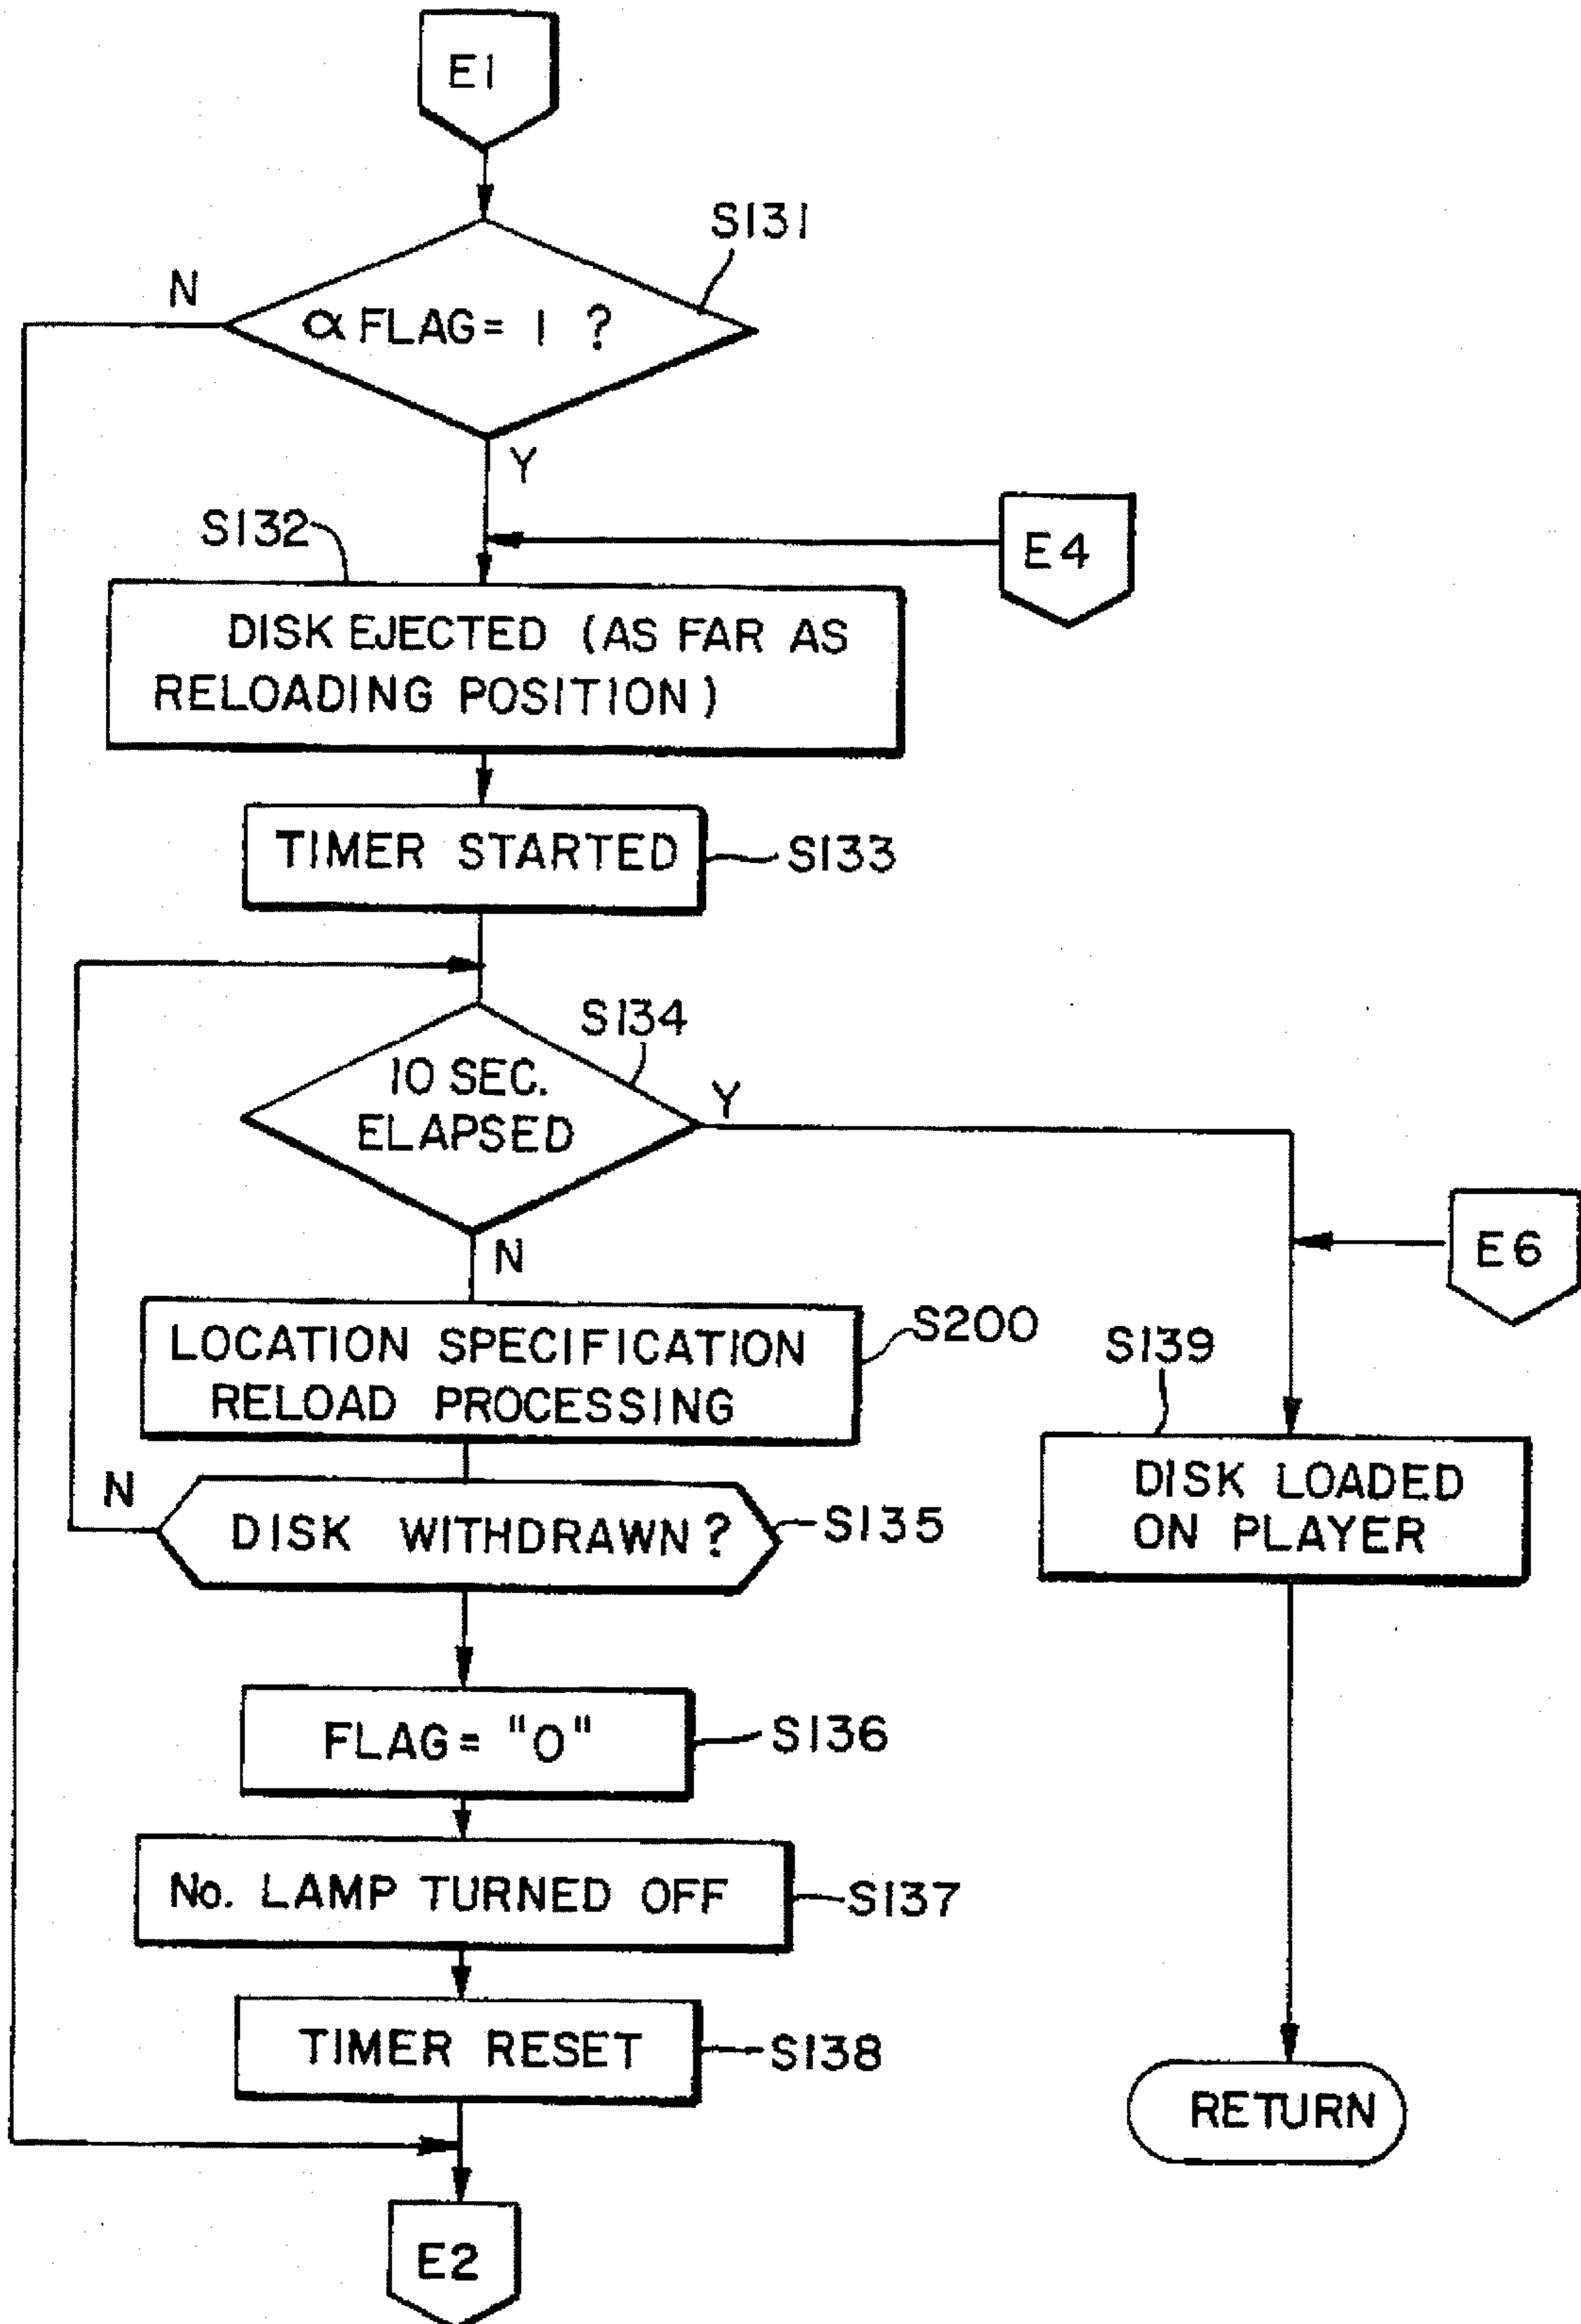 E1
S131
N
α FLAG = 1 ?
Y
S132
E4
DISK EJECTED (AS FAR AS
RELOADING POSITION)
TIMER STARTED
S133
S134
10 SEC.
ELAPSED
Y
N
E6
LOCATION SPECIFICATION
RELOAD PROCESSING
S200
S139
N
DISK WITHDRAWN?
S135
DISK LOADED
ON PLAYER
FLAG = "0"
S136
No. LAMP TURNED OFF
S137
TIMER RESET
S138
RETURN
E2